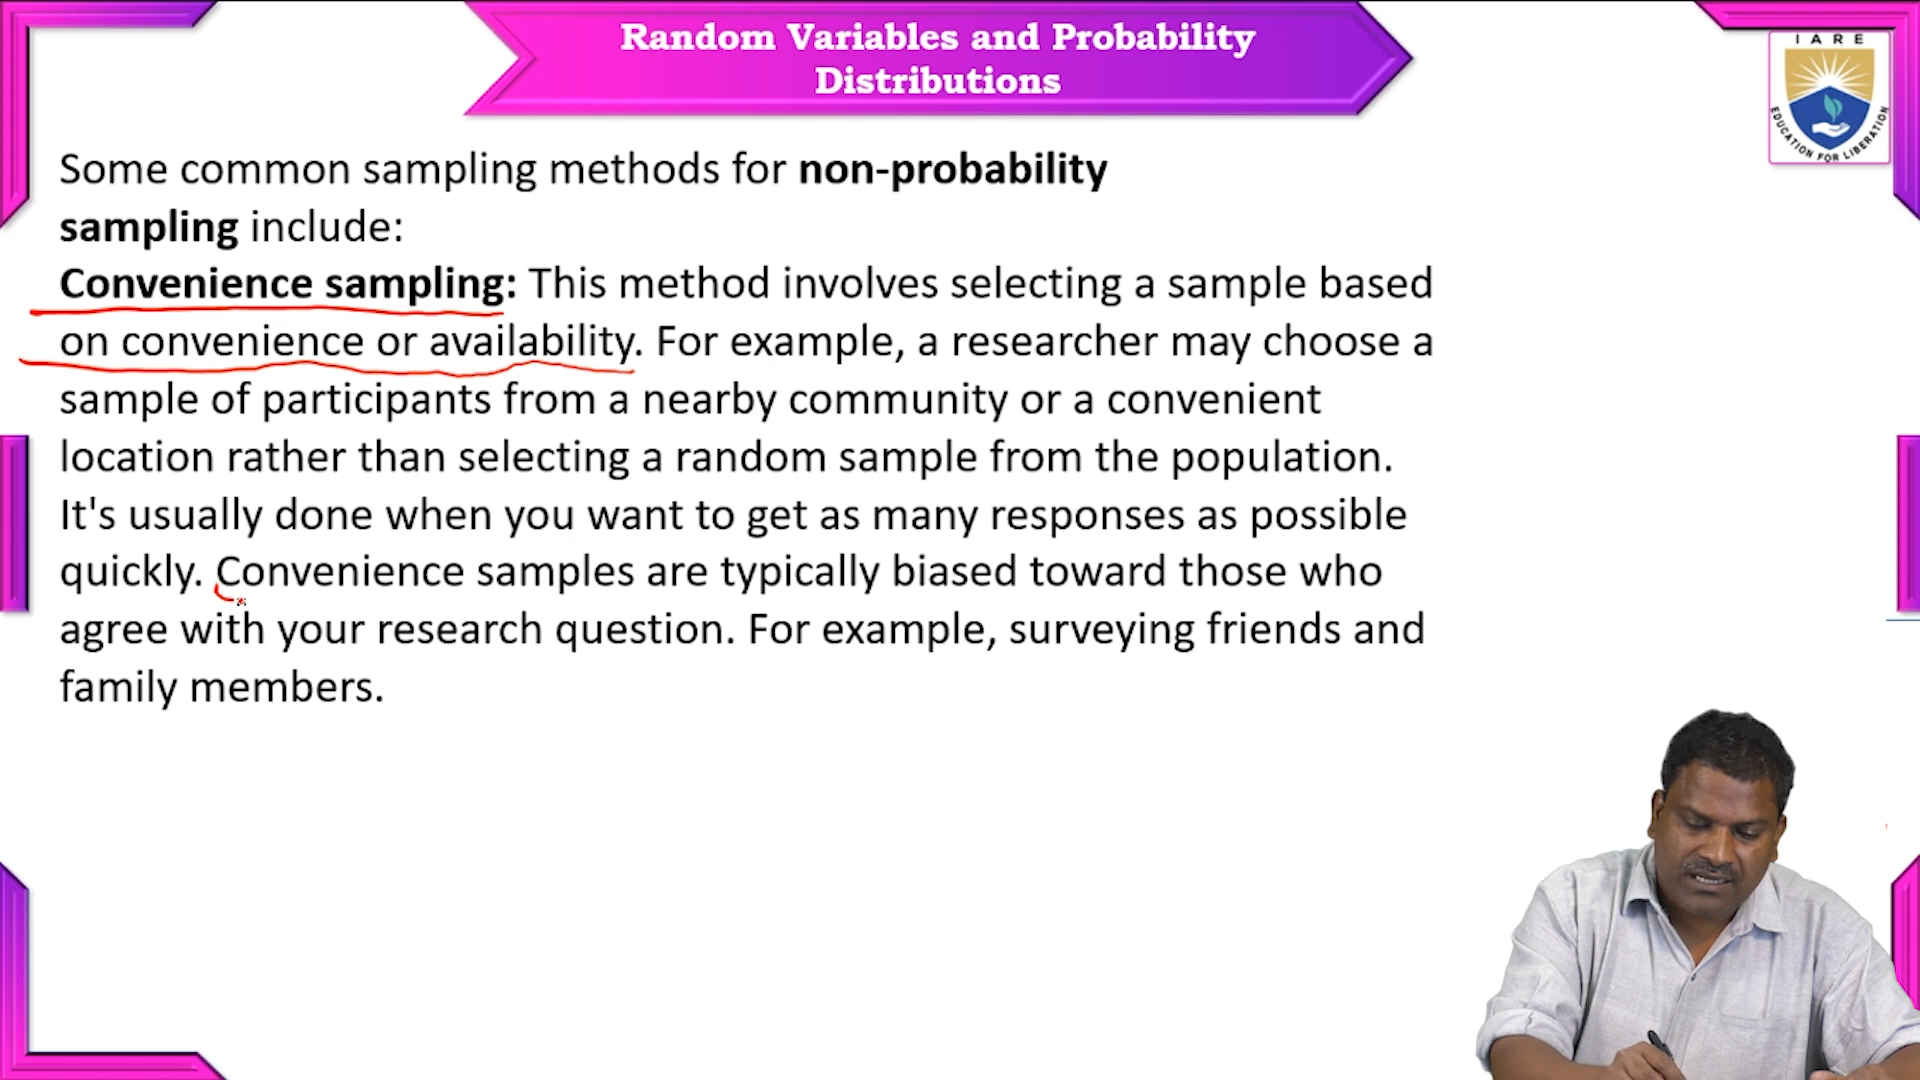 Random Variables and Probability
Distributions
I A R E
EDUCATION FOR LIBERATION
Some common sampling methods for non-probability
sampling include:
Convenience sampling: This method involves selecting a sample based
on convenience or availability. For example, a researcher may choose a
sample of participants from a nearby community or a convenient
location rather than selecting a random sample from the population.
It's usually done when you want to get as many responses as possible
quickly. Convenience samples are typically biased toward those who
agree with your research question. For example, surveying friends and
family members.